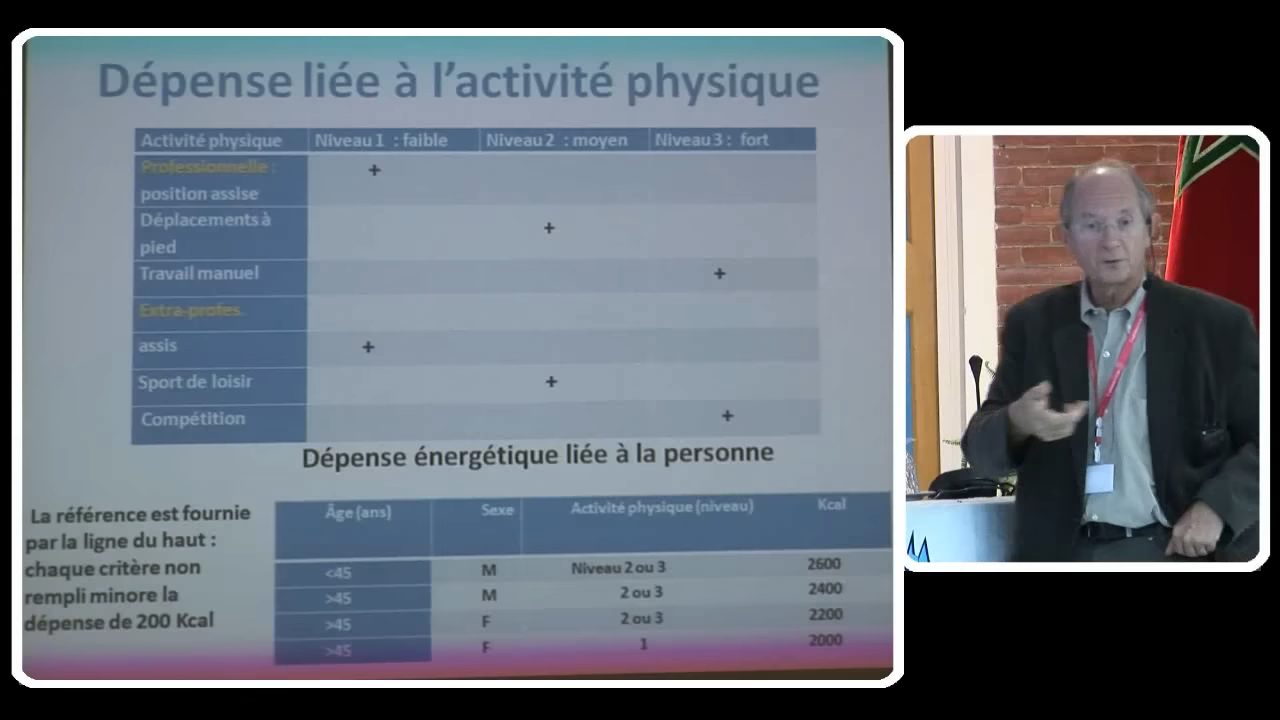 Dépense liée à l'activité physique
Activité physique Niveau 1 : faible Niveau 2 : moyen Niveau 3 : fort
Professionnelle : +
position assise
Déplacements à
pied +
Travail manuel +
Extra-profes.
assis +
Sport de loisir +
Compétition +
Dépense énergétique liée à la personne
La référence est fournie
par la ligne du haut :
chaque critère non
rempli minore la
dépense de 200 Kcal
Âge (ans) Sexe Activité physique (niveau) Kcal
<45 M Niveau 2 ou 3 2600
>45 M 2 ou 3 2400
>45 F 2 ou 3 2200
>45 F 1 2000